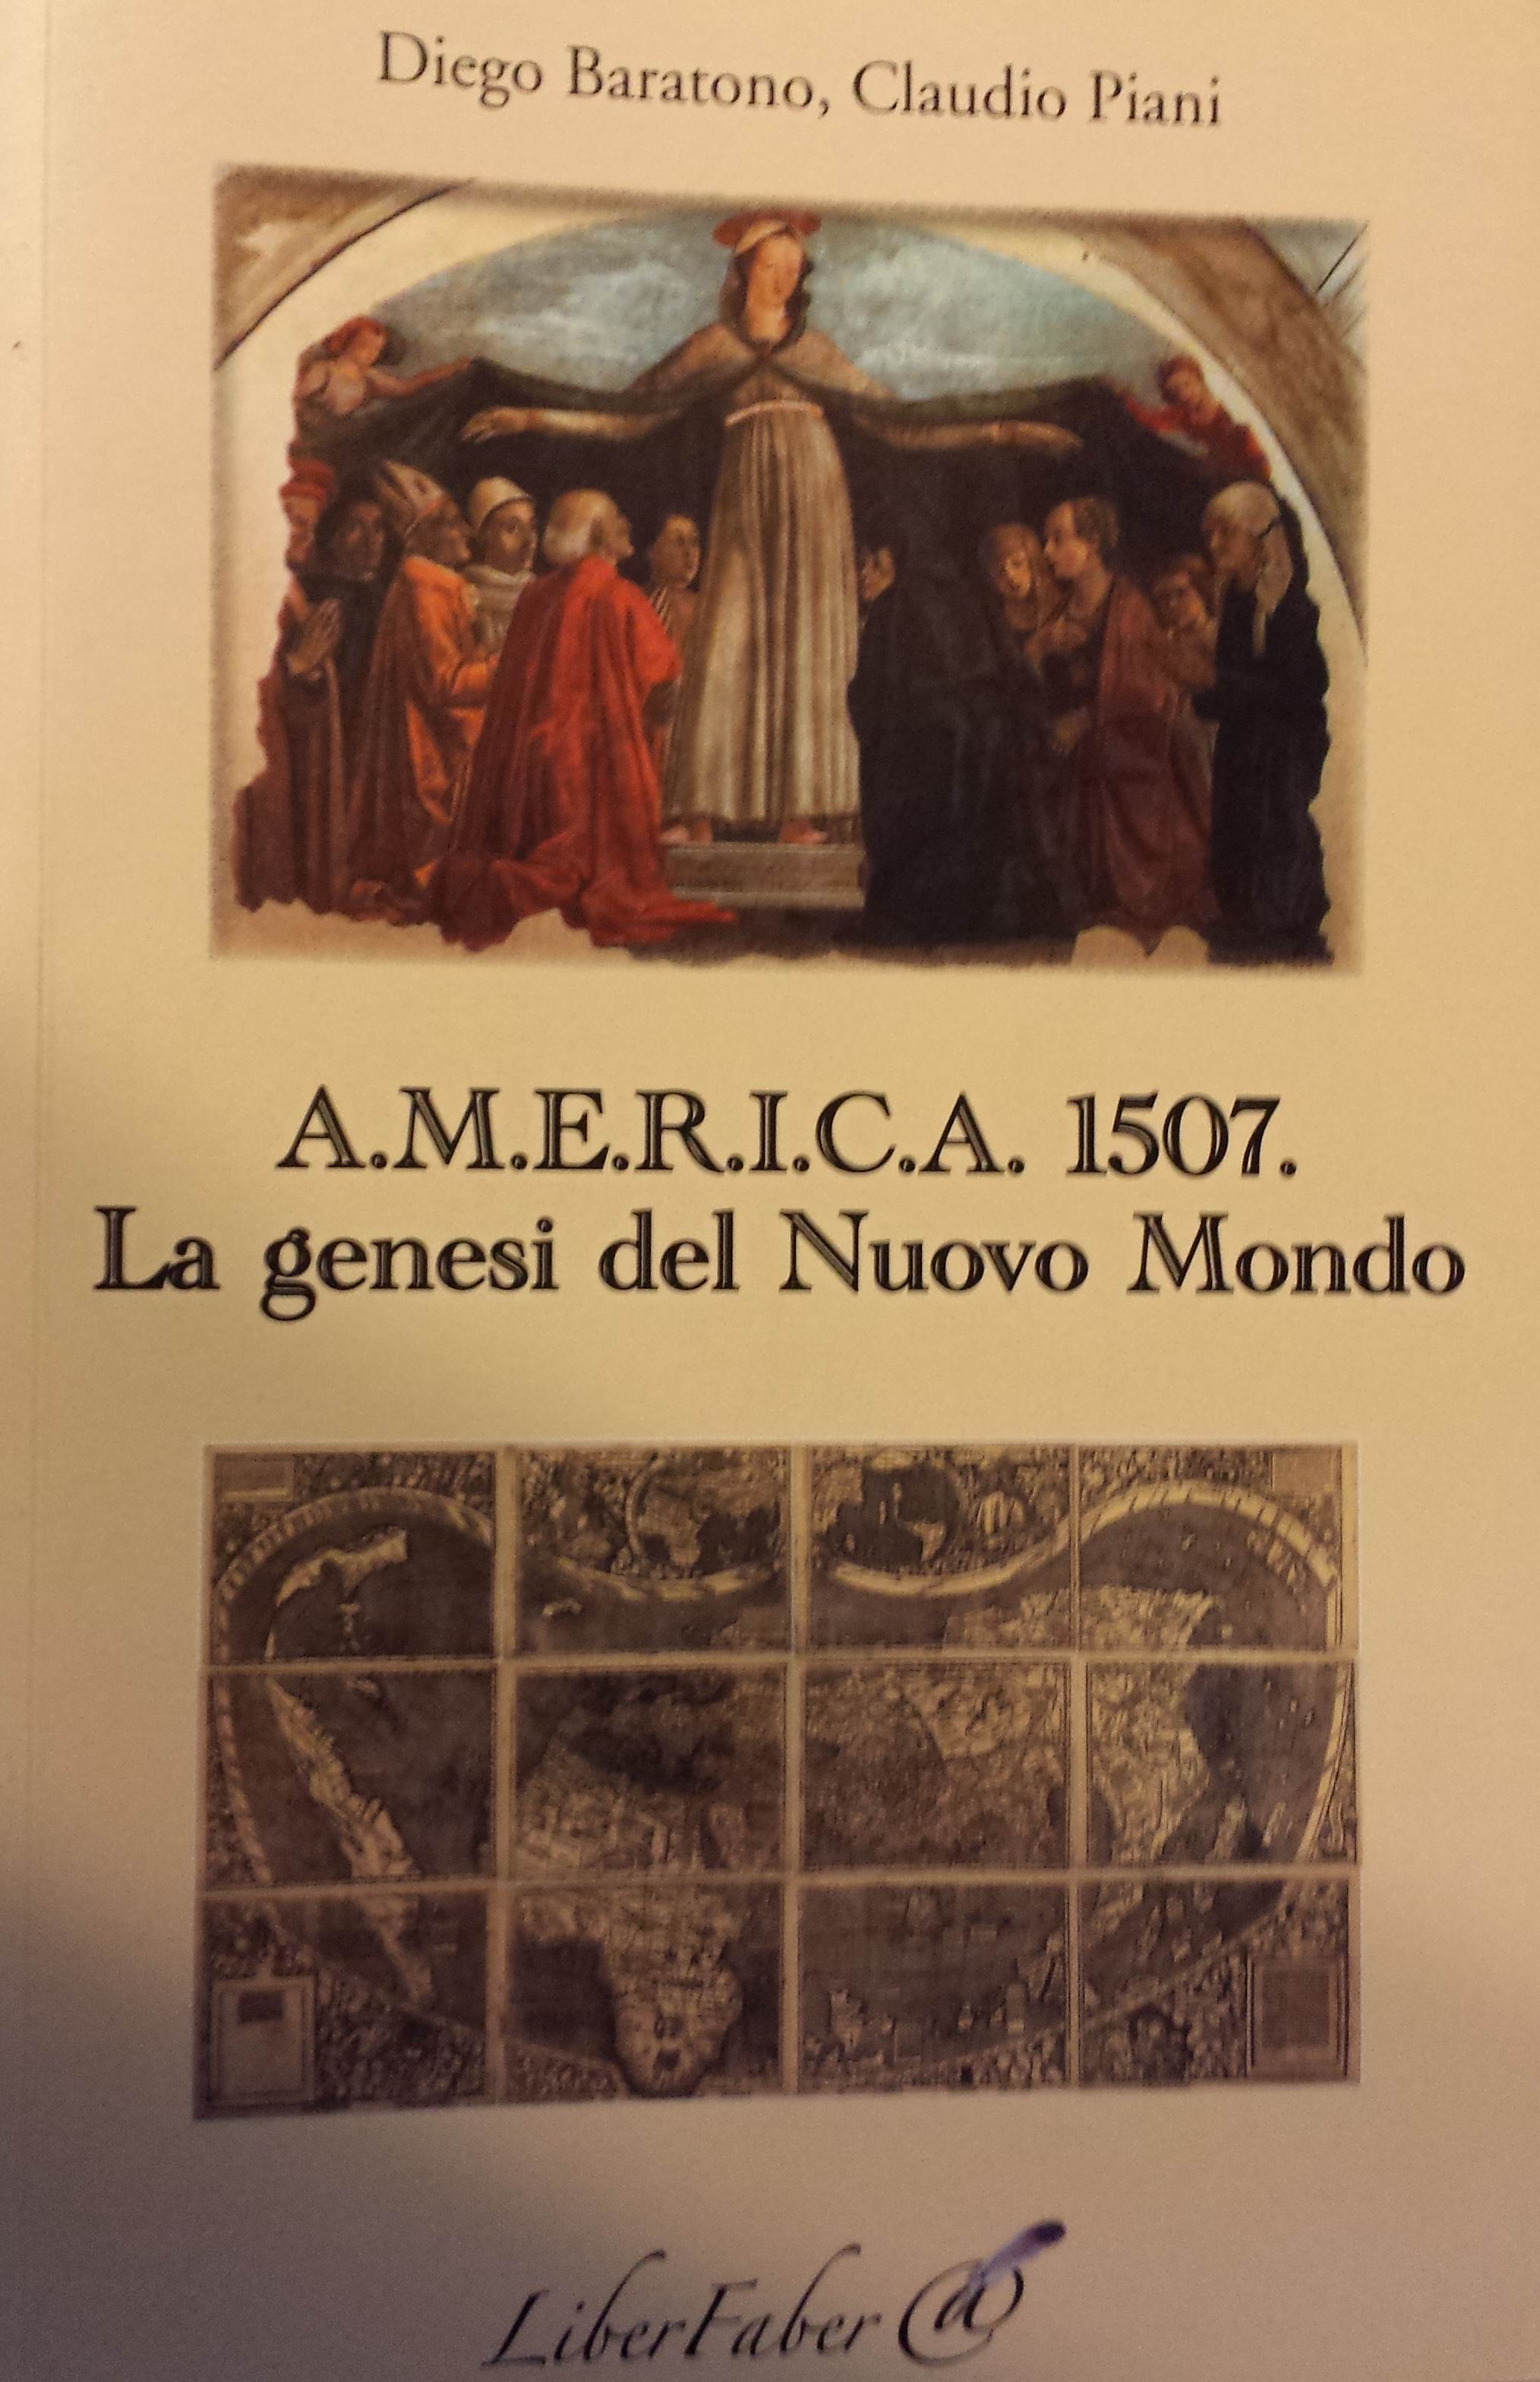 Diego Baratono, Claudio Piani
A.M.E.R.I.C.A. 1507.
La genesi del Nuovo Mondo
LiberFaber @